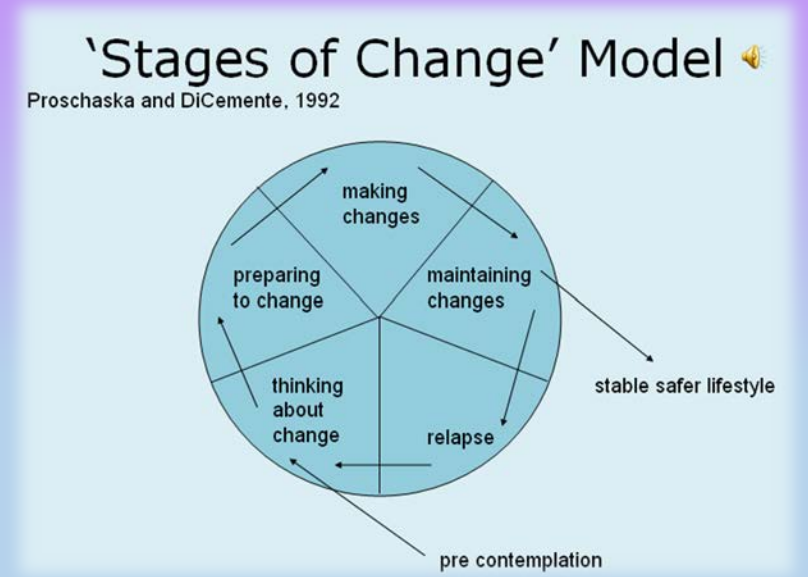 ‘Stages of Change’ Model
Proschaska and DiCemente, 1992
making
changes
preparing
to change
maintaining
changes
thinking
about
change
relapse
stable safer lifestyle
pre contemplation